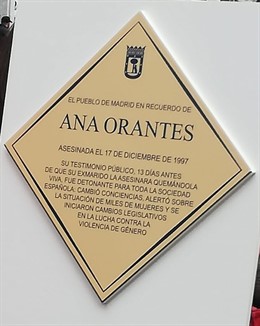 EL PUEBLO DE MADRID EN RECUERDO DE
ANA ORANTES
ASESINADA EL 17 DE DICIEMBRE DE 1997
SU TESTIMONIO PÚBLICO, 13 DÍAS ANTES
DE QUE SU EXMARIDO LA ASESINARA QUEMÁNDOLA
VIVA, FUE DETONANTE PARA TODA LA SOCIEDAD
ESPAÑOLA; CAMBIÓ CONCIENCIAS, ALERTÓ SOBRE
LA SITUACIÓN DE MILES DE MUJERES Y SE
INICIARON CAMBIOS LEGISLATIVOS
EN LA LUCHA CONTRA LA
VIOLENCIA DE GÉNERO